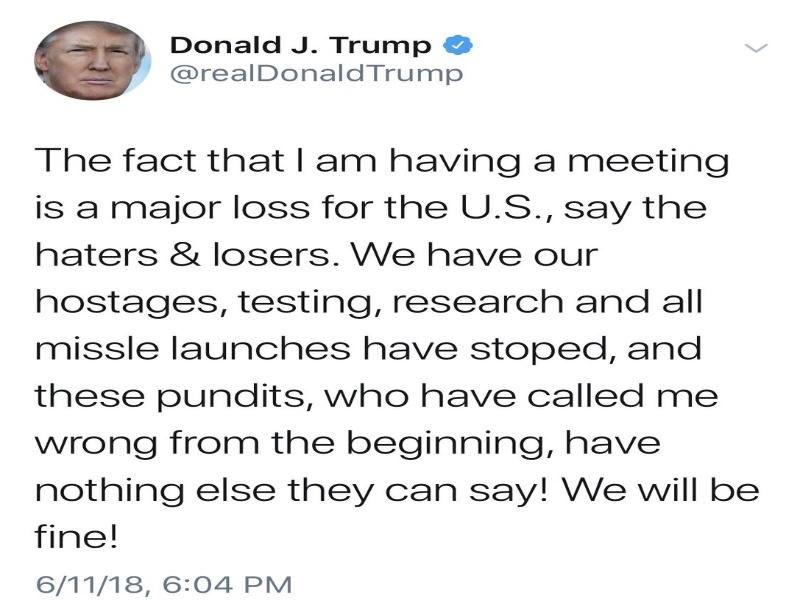 Donald J. Trump
@realDonaldTrump
The fact that I am having a meeting
is a major loss for the U.S., say the
haters & losers. We have our
hostages, testing, research and all
missle launches have stoped, and
these pundits, who have called me
wrong from the beginning, have
nothing else they can say! We will be
fine!
6/11/18, 6:04 PM